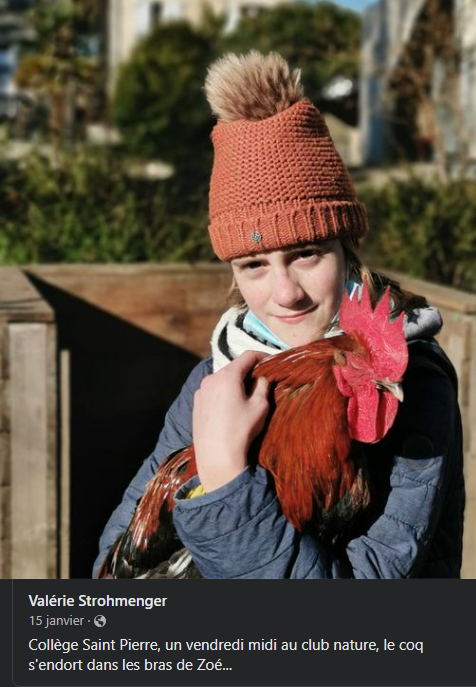 Valérie Strohmenger
15 janvier ·
Collège Saint Pierre, un vendredi midi au club nature, le coq
s'endort dans les bras de Zoé...